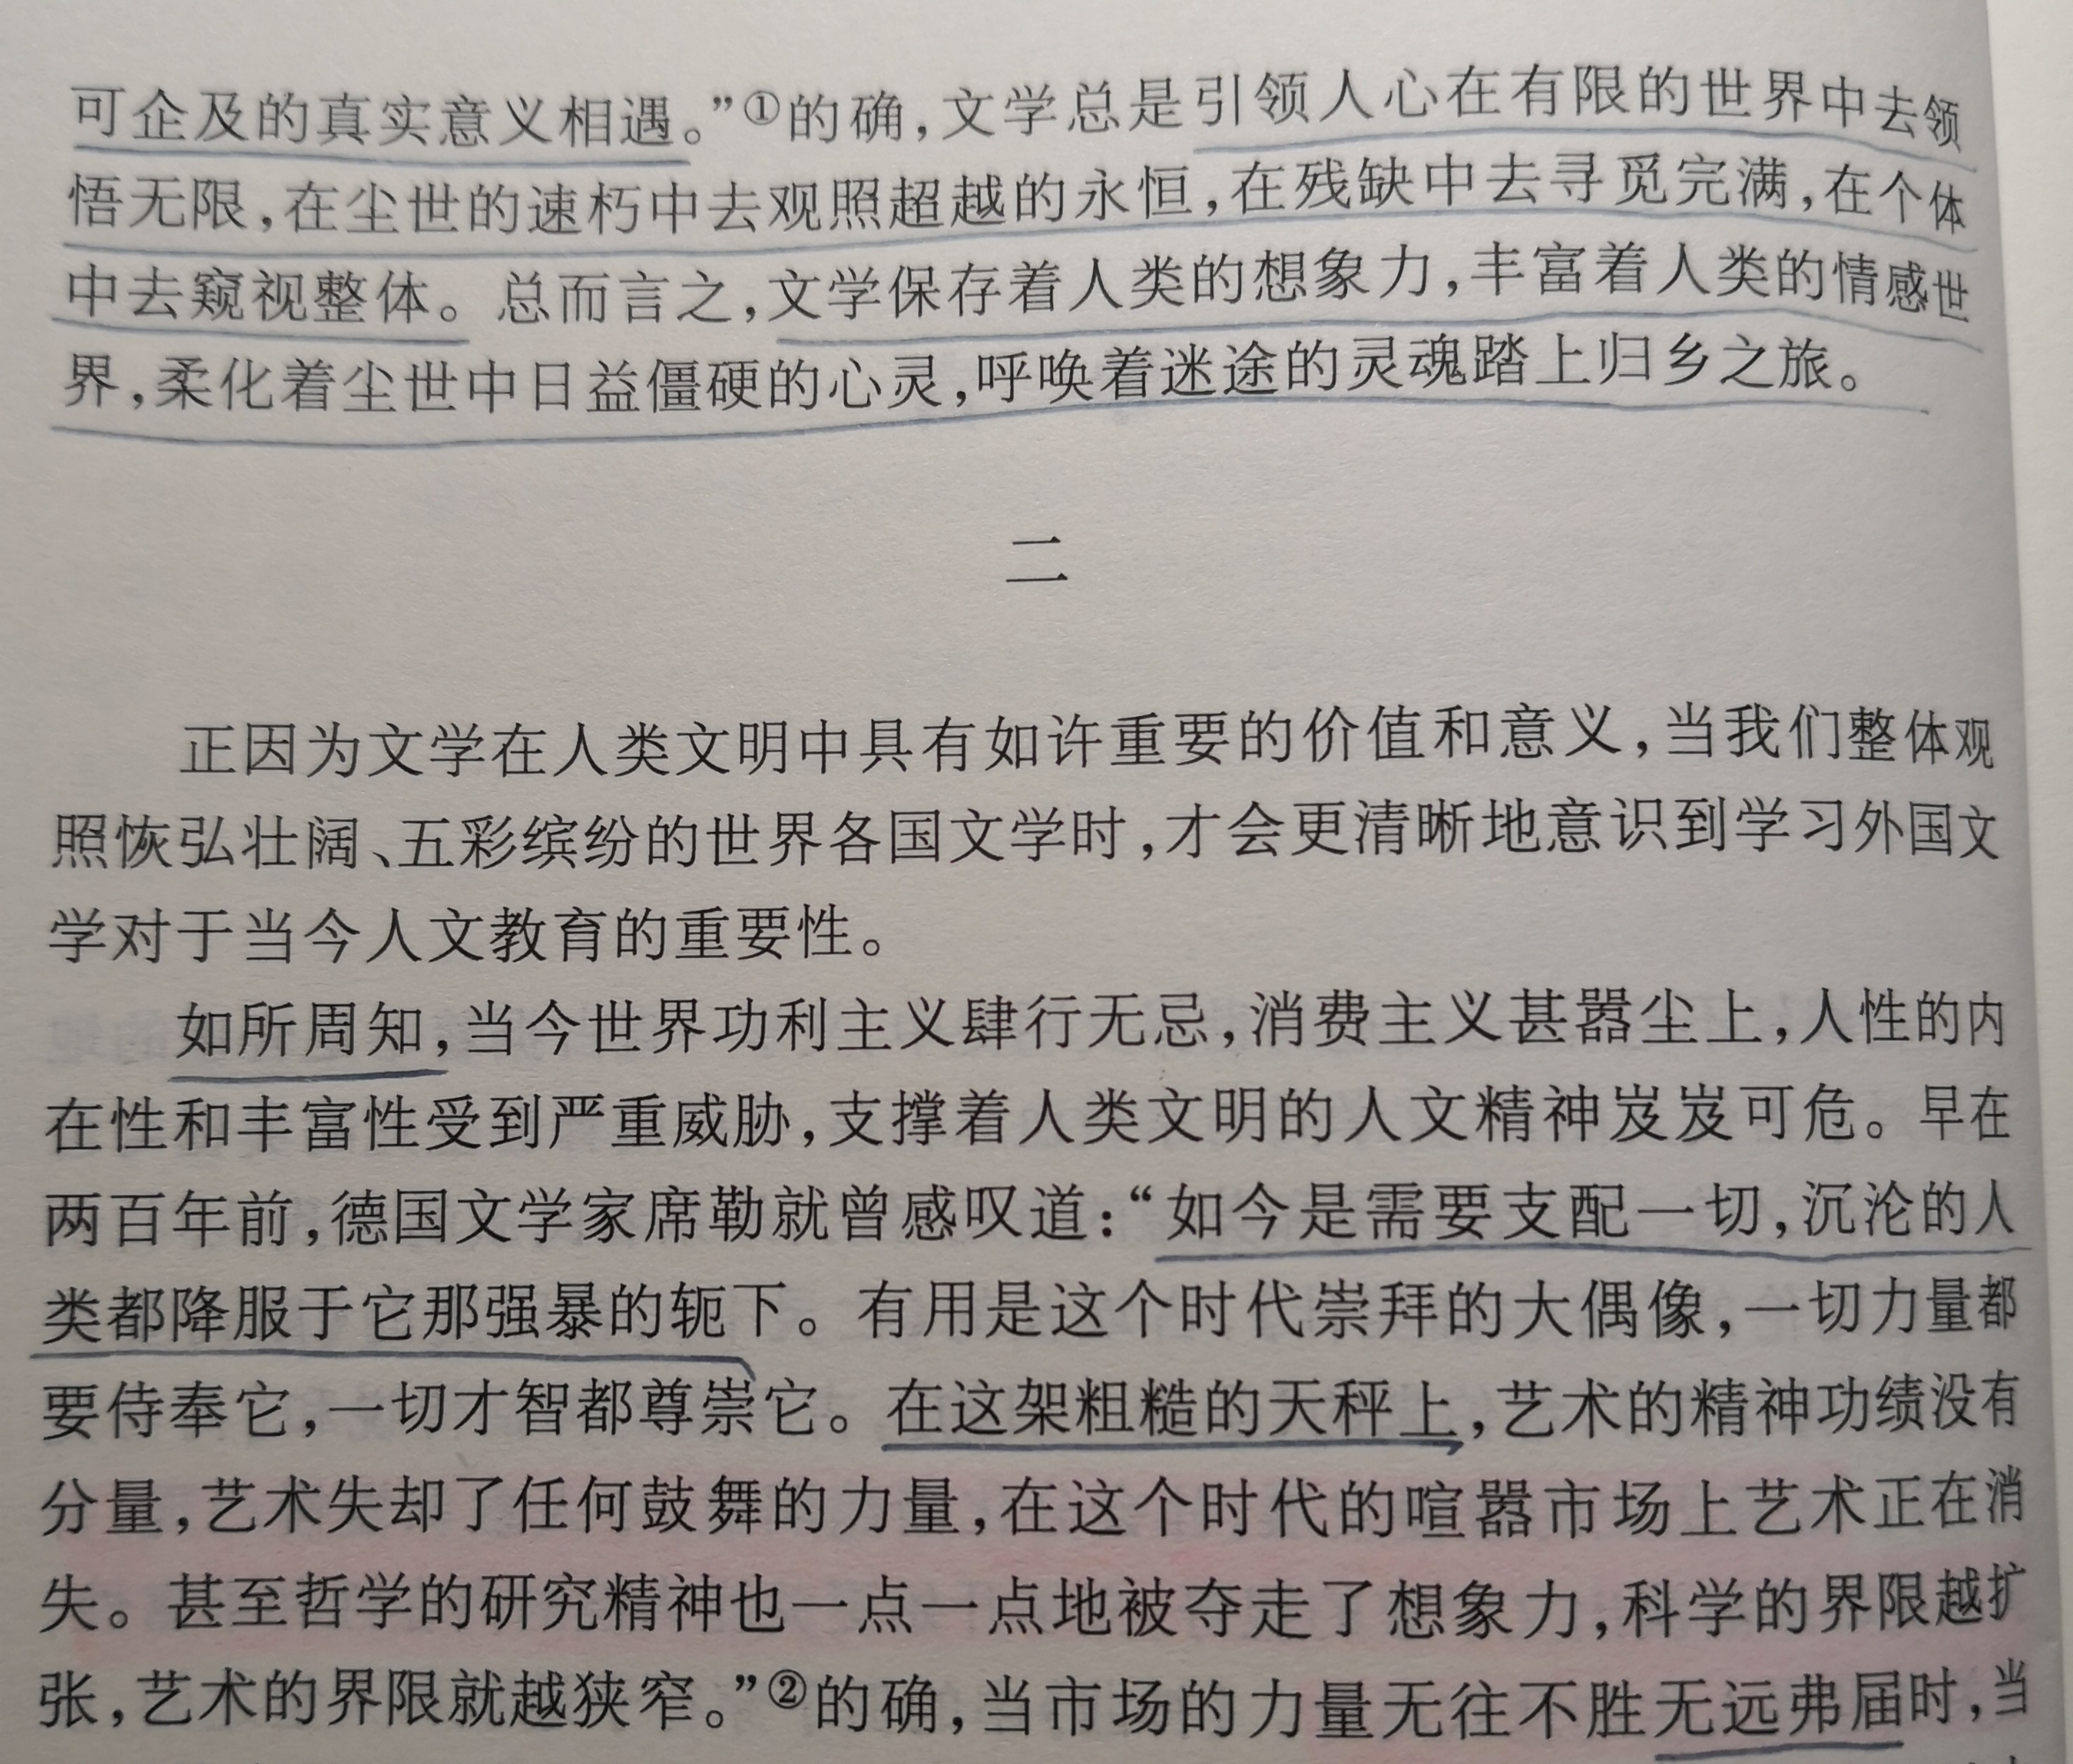 可企及的真实意义相遇。”①的确,文学总是引领人心在有限的世界中去领
悟无限,在尘世的速朽中去观照超越的永恒,在残缺中去寻觅完满,在个体
中去窥视整体。总而言之,文学保存着人类的想象力,丰富着人类的情感世
界,柔化着尘世中日益僵硬的心灵,呼唤着迷途的灵魂踏上归乡之旅。
二
正因为文学在人类文明中具有如许重要的价值和意义,当我们整体观
照恢弘壮阔、五彩缤纷的世界各国文学时,才会更清晰地意识到学习外国文
学对于当今人文教育的重要性。
如所周知,当今世界功利主义肆行无忌,消费主义甚嚣尘上,人性的内
在性和丰富性受到严重威胁,支撑着人类文明的人文精神岌岌可危。早在
两百年前,德国文学家席勒就曾感叹道:“如今是需要支配一切,沉沦的人
类都降服于它那强暴的轭下。有用是这个时代崇拜的大偶像,一切力量都
要侍奉它,一切才智都尊崇它。在这架粗糙的天秤上,艺术的精神功绩没有
分量,艺术失却了任何鼓舞的力量,在这个时代的喧嚣市场上艺术正在消
失。甚至哲学的研究精神也一点一点地被夺走了想象力,科学的界限越扩
张,艺术的界限就越狭窄。”②的确,当市场的力量无往不胜无远弗届时,当